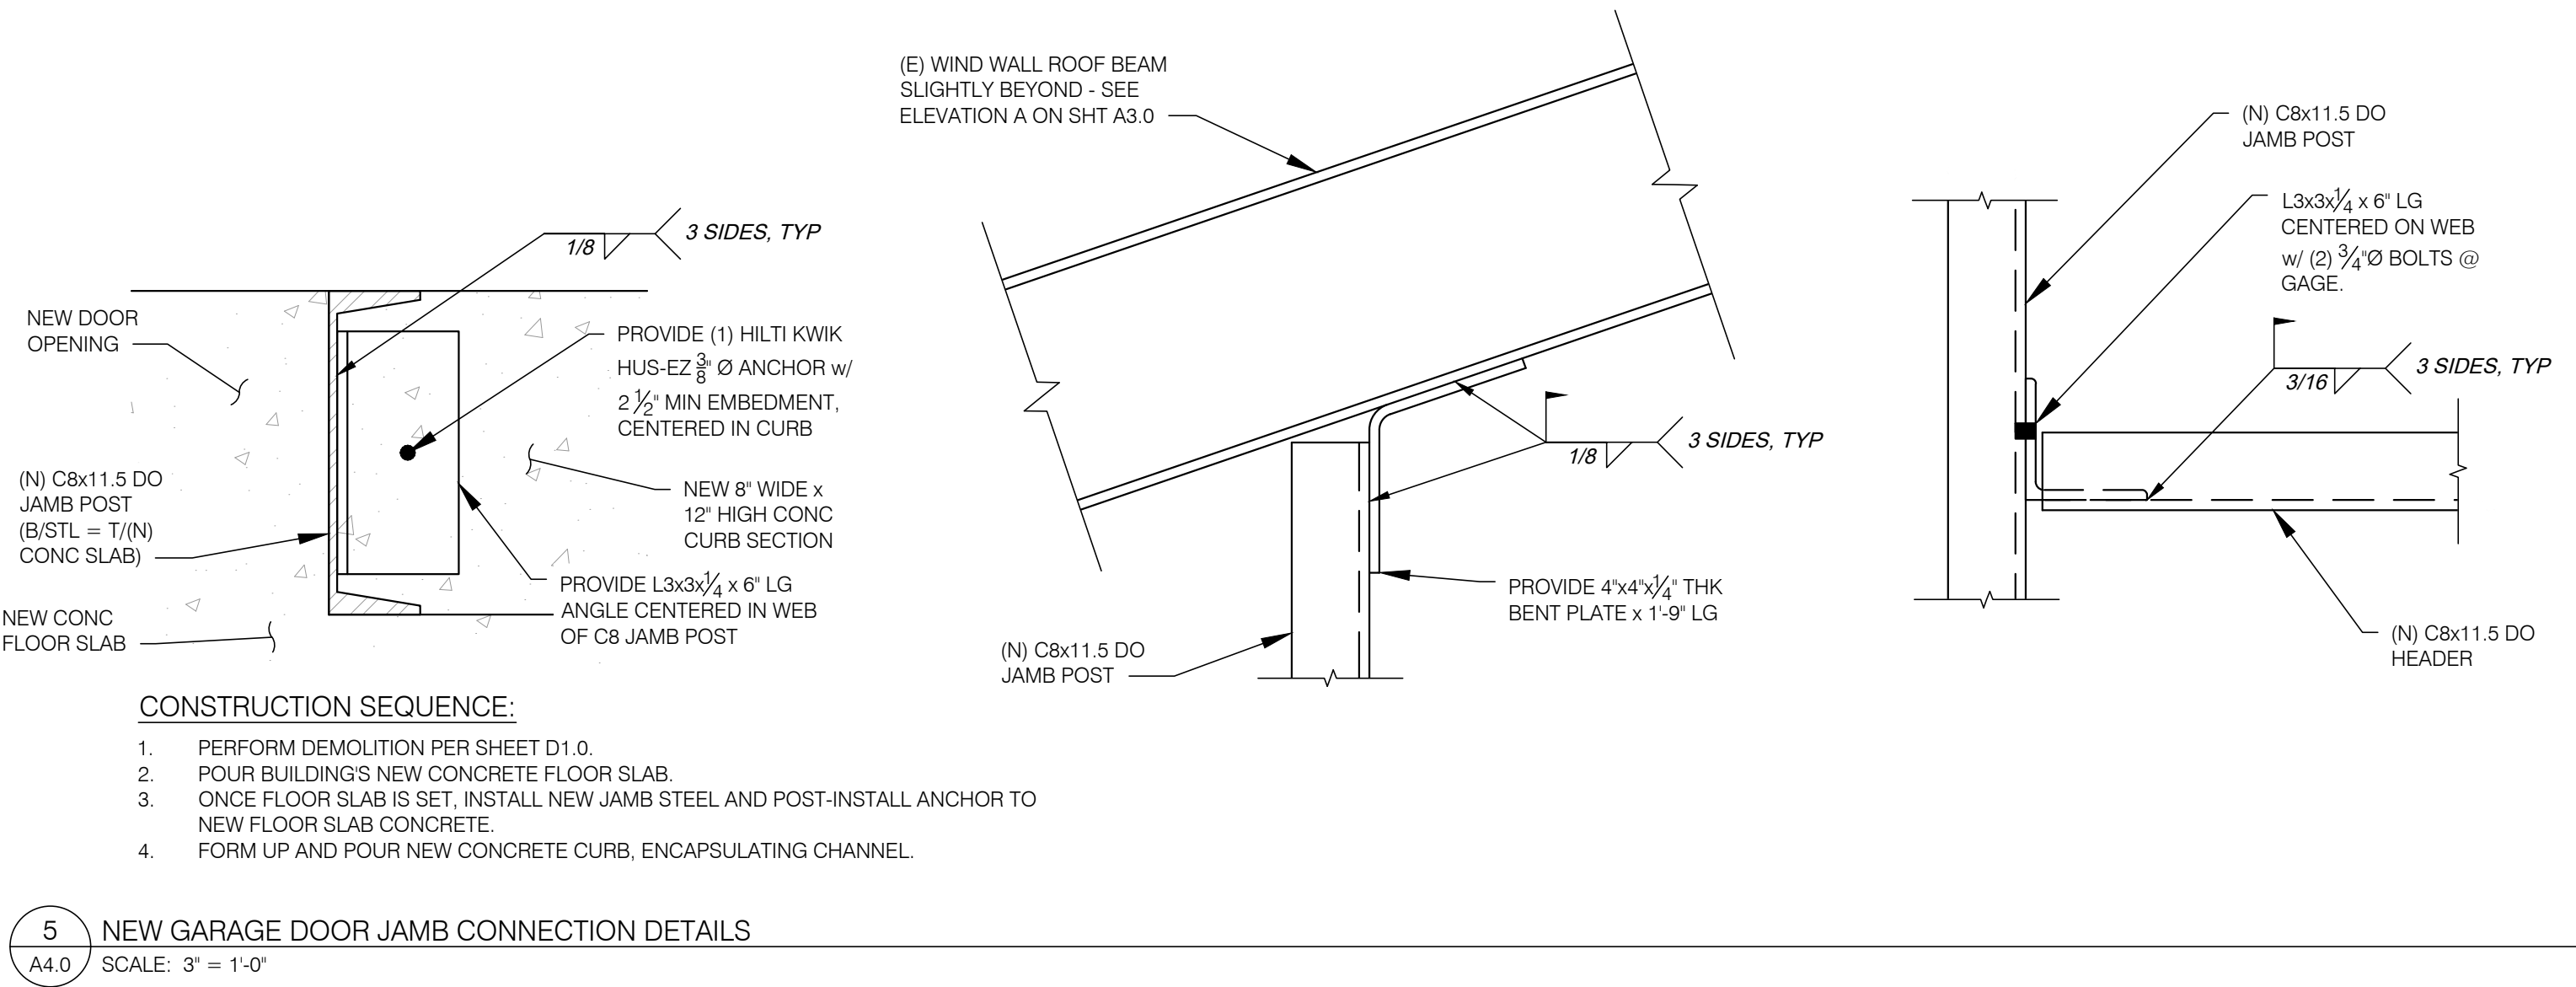 (E) WIND WALL ROOF BEAM
SLIGHTLY BEYOND - SEE
ELEVATION A ON SHT A3.0
(N) C8x11.5 DO
JAMB POST
L3x3x1/4 x 6" LG
CENTERED ON WEB
w/ (2) 3/4"Ø BOLTS @
GAGE.
1/8
3 SIDES, TYP
NEW DOOR
OPENING
PROVIDE (1) HILTI KWIK
HUS-EZ 3/8" Ø ANCHOR w/
2 1/2" MIN EMBEDMENT,
CENTERED IN CURB
3/16
3 SIDES, TYP
1/8
3 SIDES, TYP
(N) C8x11.5 DO
JAMB POST
(B/STL = T/(N)
CONC SLAB)
NEW 8" WIDE x
12" HIGH CONC
CURB SECTION
PROVIDE L3x3x1/4 x 6" LG
ANGLE CENTERED IN WEB
OF C8 JAMB POST
PROVIDE 4"x4"x1/4" THK
BENT PLATE x 1'-9" LG
NEW CONC
FLOOR SLAB
(N) C8x11.5 DO
JAMB POST
(N) C8x11.5 DO
HEADER
CONSTRUCTION SEQUENCE:
1. PERFORM DEMOLITION PER SHEET D1.0.
2. POUR BUILDING'S NEW CONCRETE FLOOR SLAB.
3. ONCE FLOOR SLAB IS SET, INSTALL NEW JAMB STEEL AND POST-INSTALL ANCHOR TO
NEW FLOOR SLAB CONCRETE.
4. FORM UP AND POUR NEW CONCRETE CURB, ENCAPSULATING CHANNEL.
5
NEW GARAGE DOOR JAMB CONNECTION DETAILS
A4.0
SCALE: 3" = 1'-0"